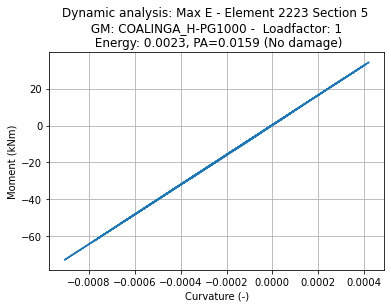 Dynamic analysis: Max E - Element 2223 Section 5
GM: COALINGA_H-PG1000 -  Loadfactor: 1
Energy: 0.0023, PA=0.0159 (No damage)
20
0
−20
−40
−60
Moment (kNm)
−0.0008 −0.0006 −0.0004 −0.0002 0.0000 0.0002 0.0004
Curvature (-)